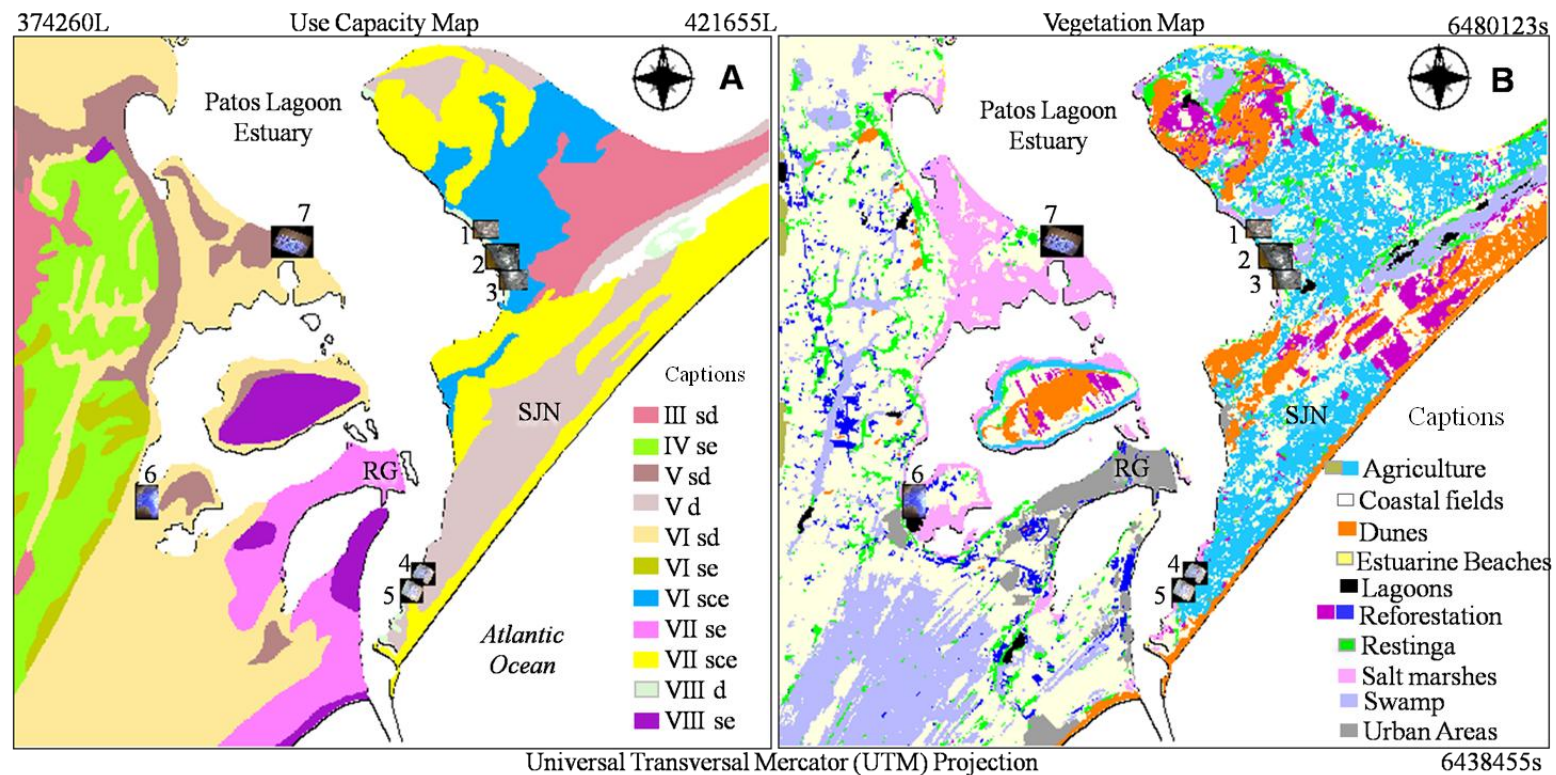 374260L
Use Capacity Map
421655L
Vegetation Map
6480123s
A
B
Patos Lagoon
Estuary
7
1
2
3
SJN
RG
6
4
5
Atlantic
Ocean
Captions
III sd
IV se
V sd
V d
VI sd
VI se
VI sce
VII se
VII sce
VIII d
VIII se
Patos Lagoon
Estuary
7
1
2
3
SJN
RG
6
4
5
Captions
Agriculture
Coastal fields
Dunes
Estuarine Beaches
Lagoons
Reforestation
Restinga
Salt marshes
Swamp
Urban Areas
Universal Transversal Mercator (UTM) Projection
6438455s